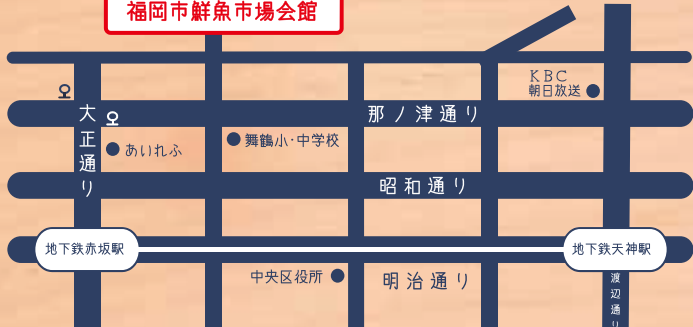 福岡市鮮魚市場会館
KBC
朝日放送
大正通り
那ノ津通り
あいれふ
舞鶴小・中学校
昭和通り
地下鉄赤坂駅
地下鉄天神駅
中央区役所
明治通り
渡辺通り